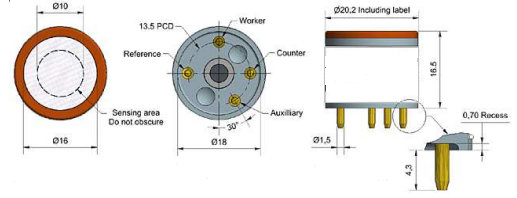 Ø10
Sensing area
Do not obscure
Ø16
13.5 PCD
Worker
Reference
Counter
Auxilliary
30°
Ø18
Ø20,2 Including label
16.5
Ø1,5
0,70 Recess
4,3